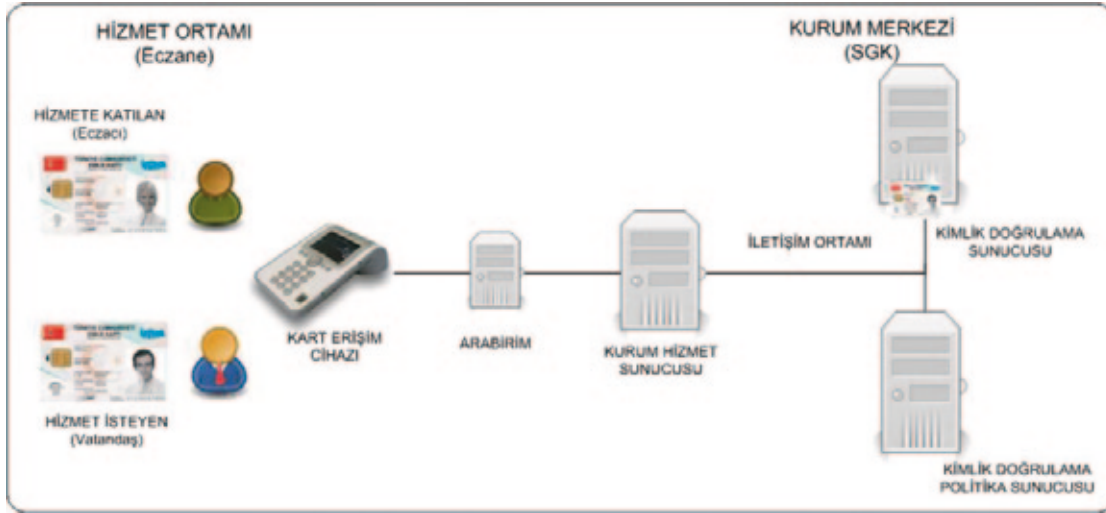 HİZMET ORTAMI
(Eczane)
KURUM MERKEZİ
(SGK)
HİZMETE KATILAN
(Eczacı)
KİMLİK DOĞRULAMA
SUNUCUSU
İLETİŞİM ORTAMI
KART ERİŞİM
CİHAZI
ARABİRİM
KURUM HİZMET
SUNUCUSU
HİZMET İSTEYEN
(Vatandaş)
KİMLİK DOĞRULAMA
POLİTİKA SUNUCUSU